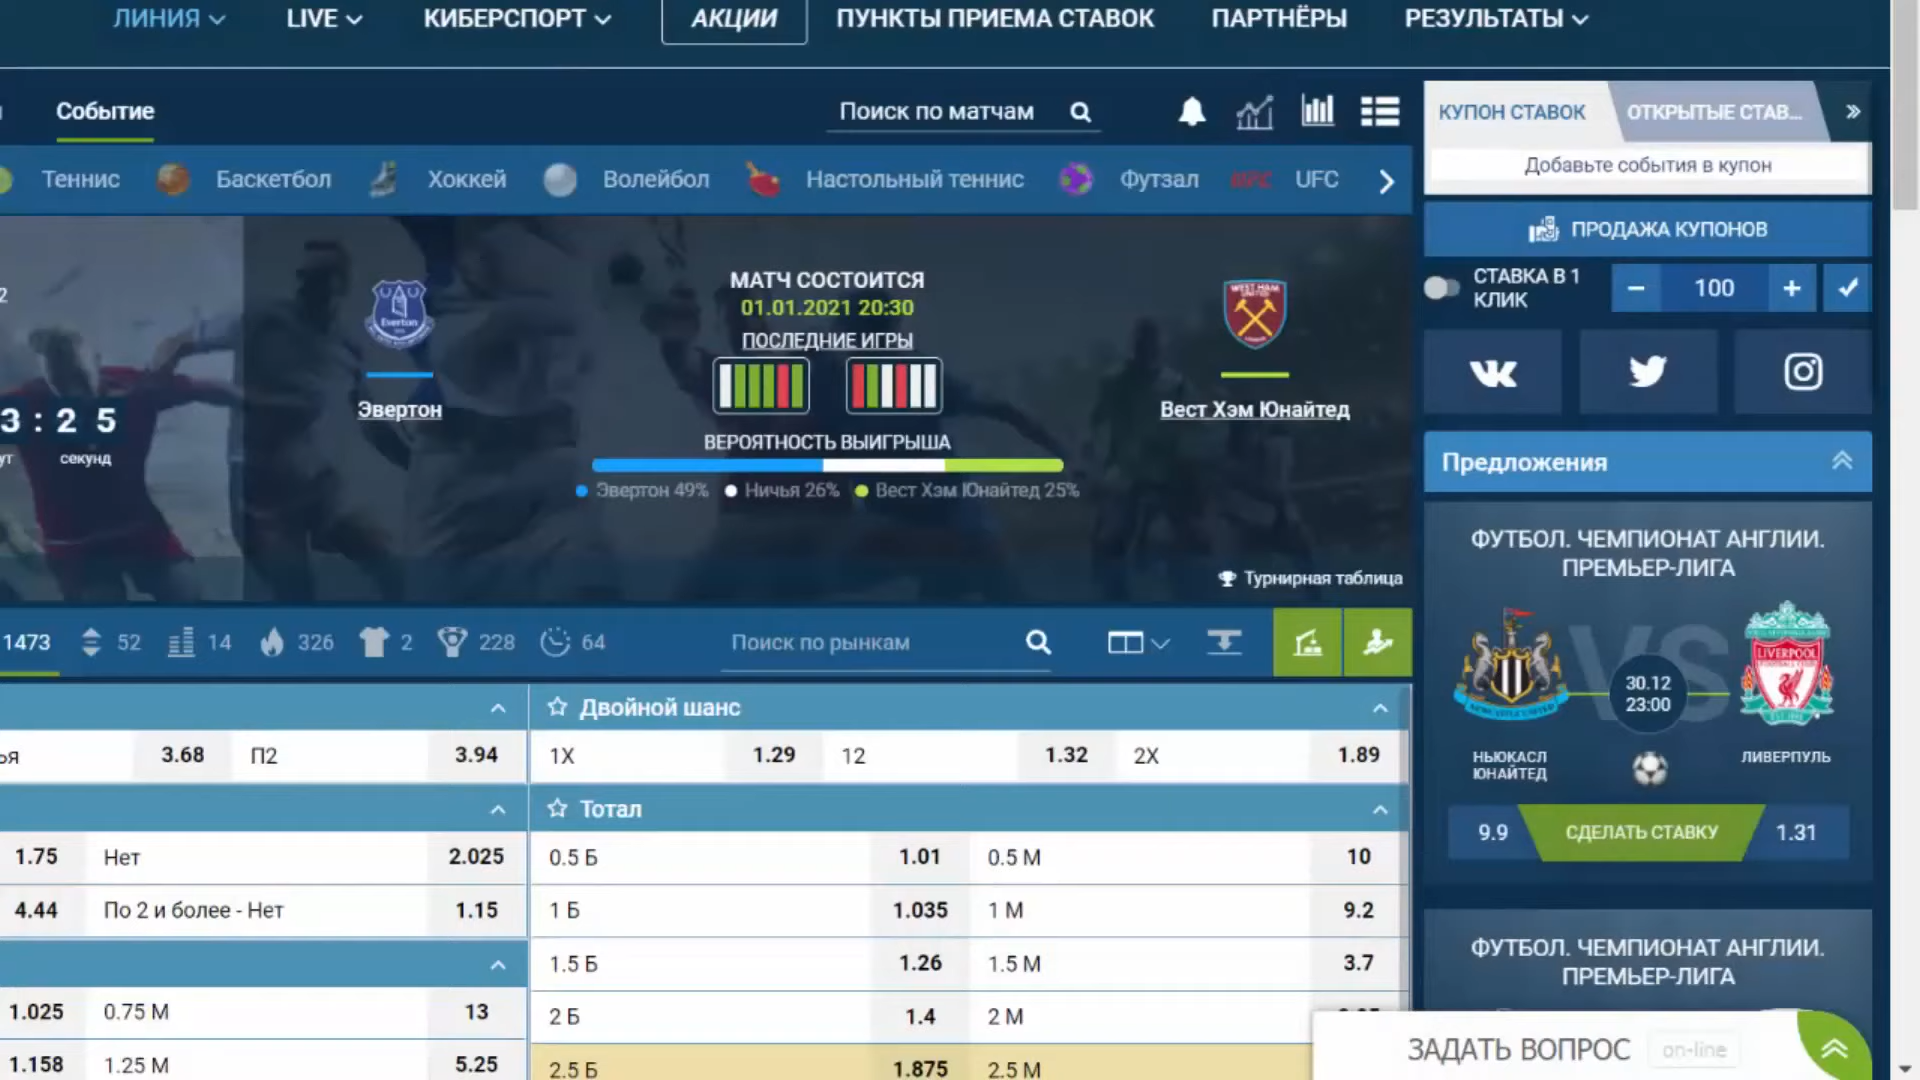 ЛИНИЯ LIVE КИБЕРСПОРТ АКЦИИ ПУНКТЫ ПРИЕМА СТАВОК ПАРТНЁРЫ РЕЗУЛЬТАТЫ
Событие Поиск по матчам
Теннис Баскетбол Хоккей Волейбол Настольный теннис Футзал UFC UFC
КУПОН СТАВОК ОТКРЫТЫЕ СТАВ...
Добавьте события в купон
ПРОДАЖА КУПОНОВ
СТАВКА В 1
КЛИК
100
2
3 : 2 5
секунд
Everton
Эвертон
МАТЧ СОСТОИТСЯ
01.01.2021 20:30
ПОСЛЕДНИЕ ИГРЫ
ВЕРОЯТНОСТЬ ВЫИГРЫША
Эвертон 49% Ничья 26% Вест Хэм Юнайтед 25%
WEST HAM
UNITED
Вест Хэм Юнайтед
Турнирная таблица
1473 52 14 326 2 228 64 Поиск по рынкам
3.68 П2 3.94
1.75 Нет 2.025
4.44 По 2 и более - Нет 1.15
1.025 0.75 М 13
1.158 1.25 М 5.25
Двойной шанс
1X 1.29 12 1.32 2X 1.89
Тотал
0.5 Б 1.01 0.5 М 10
1 Б 1.035 1 М 9.2
1.5 Б 1.26 1.5 М 3.7
2 Б 1.4 2 М
2.5 Б 1.875 2.5 М
Предложения
ФУТБОЛ. ЧЕМПИОНАТ АНГЛИИ.
ПРЕМЬЕР-ЛИГА
VS
30.12
23:00
LIVERPOOL
НЬЮКАСЛ
ЮНАЙТЕД
ЛИВЕРПУЛЬ
9.9 СДЕЛАТЬ СТАВКУ 1.31
ФУТБОЛ. ЧЕМПИОНАТ АНГЛИИ.
ПРЕМЬЕР-ЛИГА
ЗАДАТЬ ВОПРОС on-line